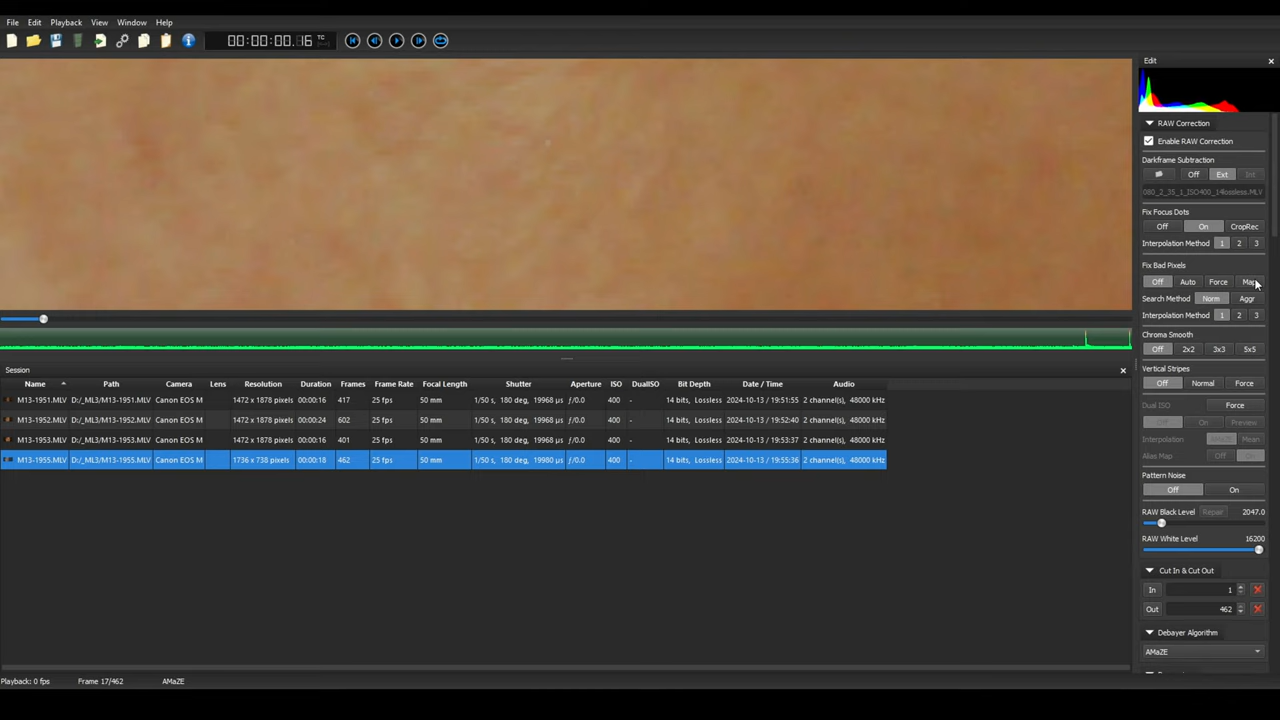 File Edit Playback View Window Help
00:00:00.16 TC
Edit
RAW Correction
Enable RAW Correction
Darkframe Subtraction
Off Ext Int
Fix Focus Dots
Off On CropRec
Interpolation Method 1 2 3
Fix Bad Pixels
Off Auto Force Map
Search Method Norm Aggr
Interpolation Method 1 2 3
Chroma Smooth
Off 2x2 3x3 5x5
Vertical Stripes
Off Normal Force
Dual ISO Force
Off On Preview
Interpolation AMaZE Mean
Alias Map Off On
Pattern Noise
Off On
RAW Black Level Repair 2047.0
RAW White Level 16200
Cut In & Cut Out
In 1
Out 462
Debayer Algorithm
AMaZE
Session
Name Path Camera Lens Resolution Duration Frames Frame Rate Focal Length Shutter Aperture ISO DualISO Bit Depth Date / Time Audio
M13-1951.MLV D:/_ML3/M13-1951.MLV Canon EOS M 1472 x 1878 pixels 00:00:16 417 25 fps 50 mm 1/50 s, 180 deg, 19968 µs ƒ/0.0 400 - 14 bits, Lossless 2024-10-13 / 19:51:55 2 channel(s), 48000 kHz
M13-1952.MLV D:/_ML3/M13-1952.MLV Canon EOS M 1472 x 1878 pixels 00:00:24 602 25 fps 50 mm 1/50 s, 180 deg, 19968 µs ƒ/0.0 400 - 14 bits, Lossless 2024-10-13 / 19:52:40 2 channel(s), 48000 kHz
M13-1953.MLV D:/_ML3/M13-1953.MLV Canon EOS M 1472 x 1878 pixels 00:00:16 401 25 fps 50 mm 1/50 s, 180 deg, 19968 µs ƒ/0.0 400 - 14 bits, Lossless 2024-10-13 / 19:53:37 2 channel(s), 48000 kHz
M13-1955.MLV D:/_ML3/M13-1955.MLV Canon EOS M 1736 x 738 pixels 00:00:18 462 25 fps 50 mm 1/50 s, 180 deg, 19980 µs ƒ/0.0 400 - 14 bits, Lossless 2024-10-13 / 19:55:36 2 channel(s), 48000 kHz
Playback: 0 fps Frame 17/462 AMaZE